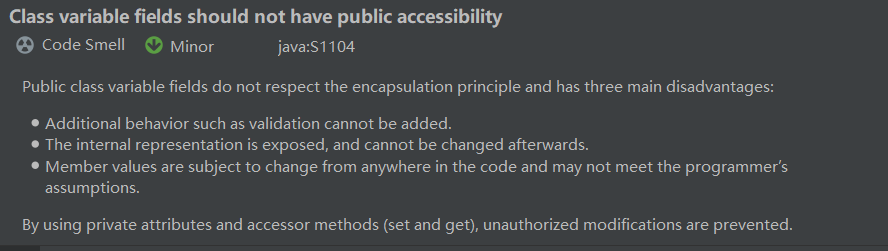 Class variable fields should not have public accessibility
Code Smell Minor java:S1104
Public class variable fields do not respect the encapsulation principle and has three main disadvantages:
● Additional behavior such as validation cannot be added.
● The internal representation is exposed, and cannot be changed afterwards.
● Member values are subject to change from anywhere in the code and may not meet the programmer's
assumptions.
By using private attributes and accessor methods (set and get), unauthorized modifications are prevented.